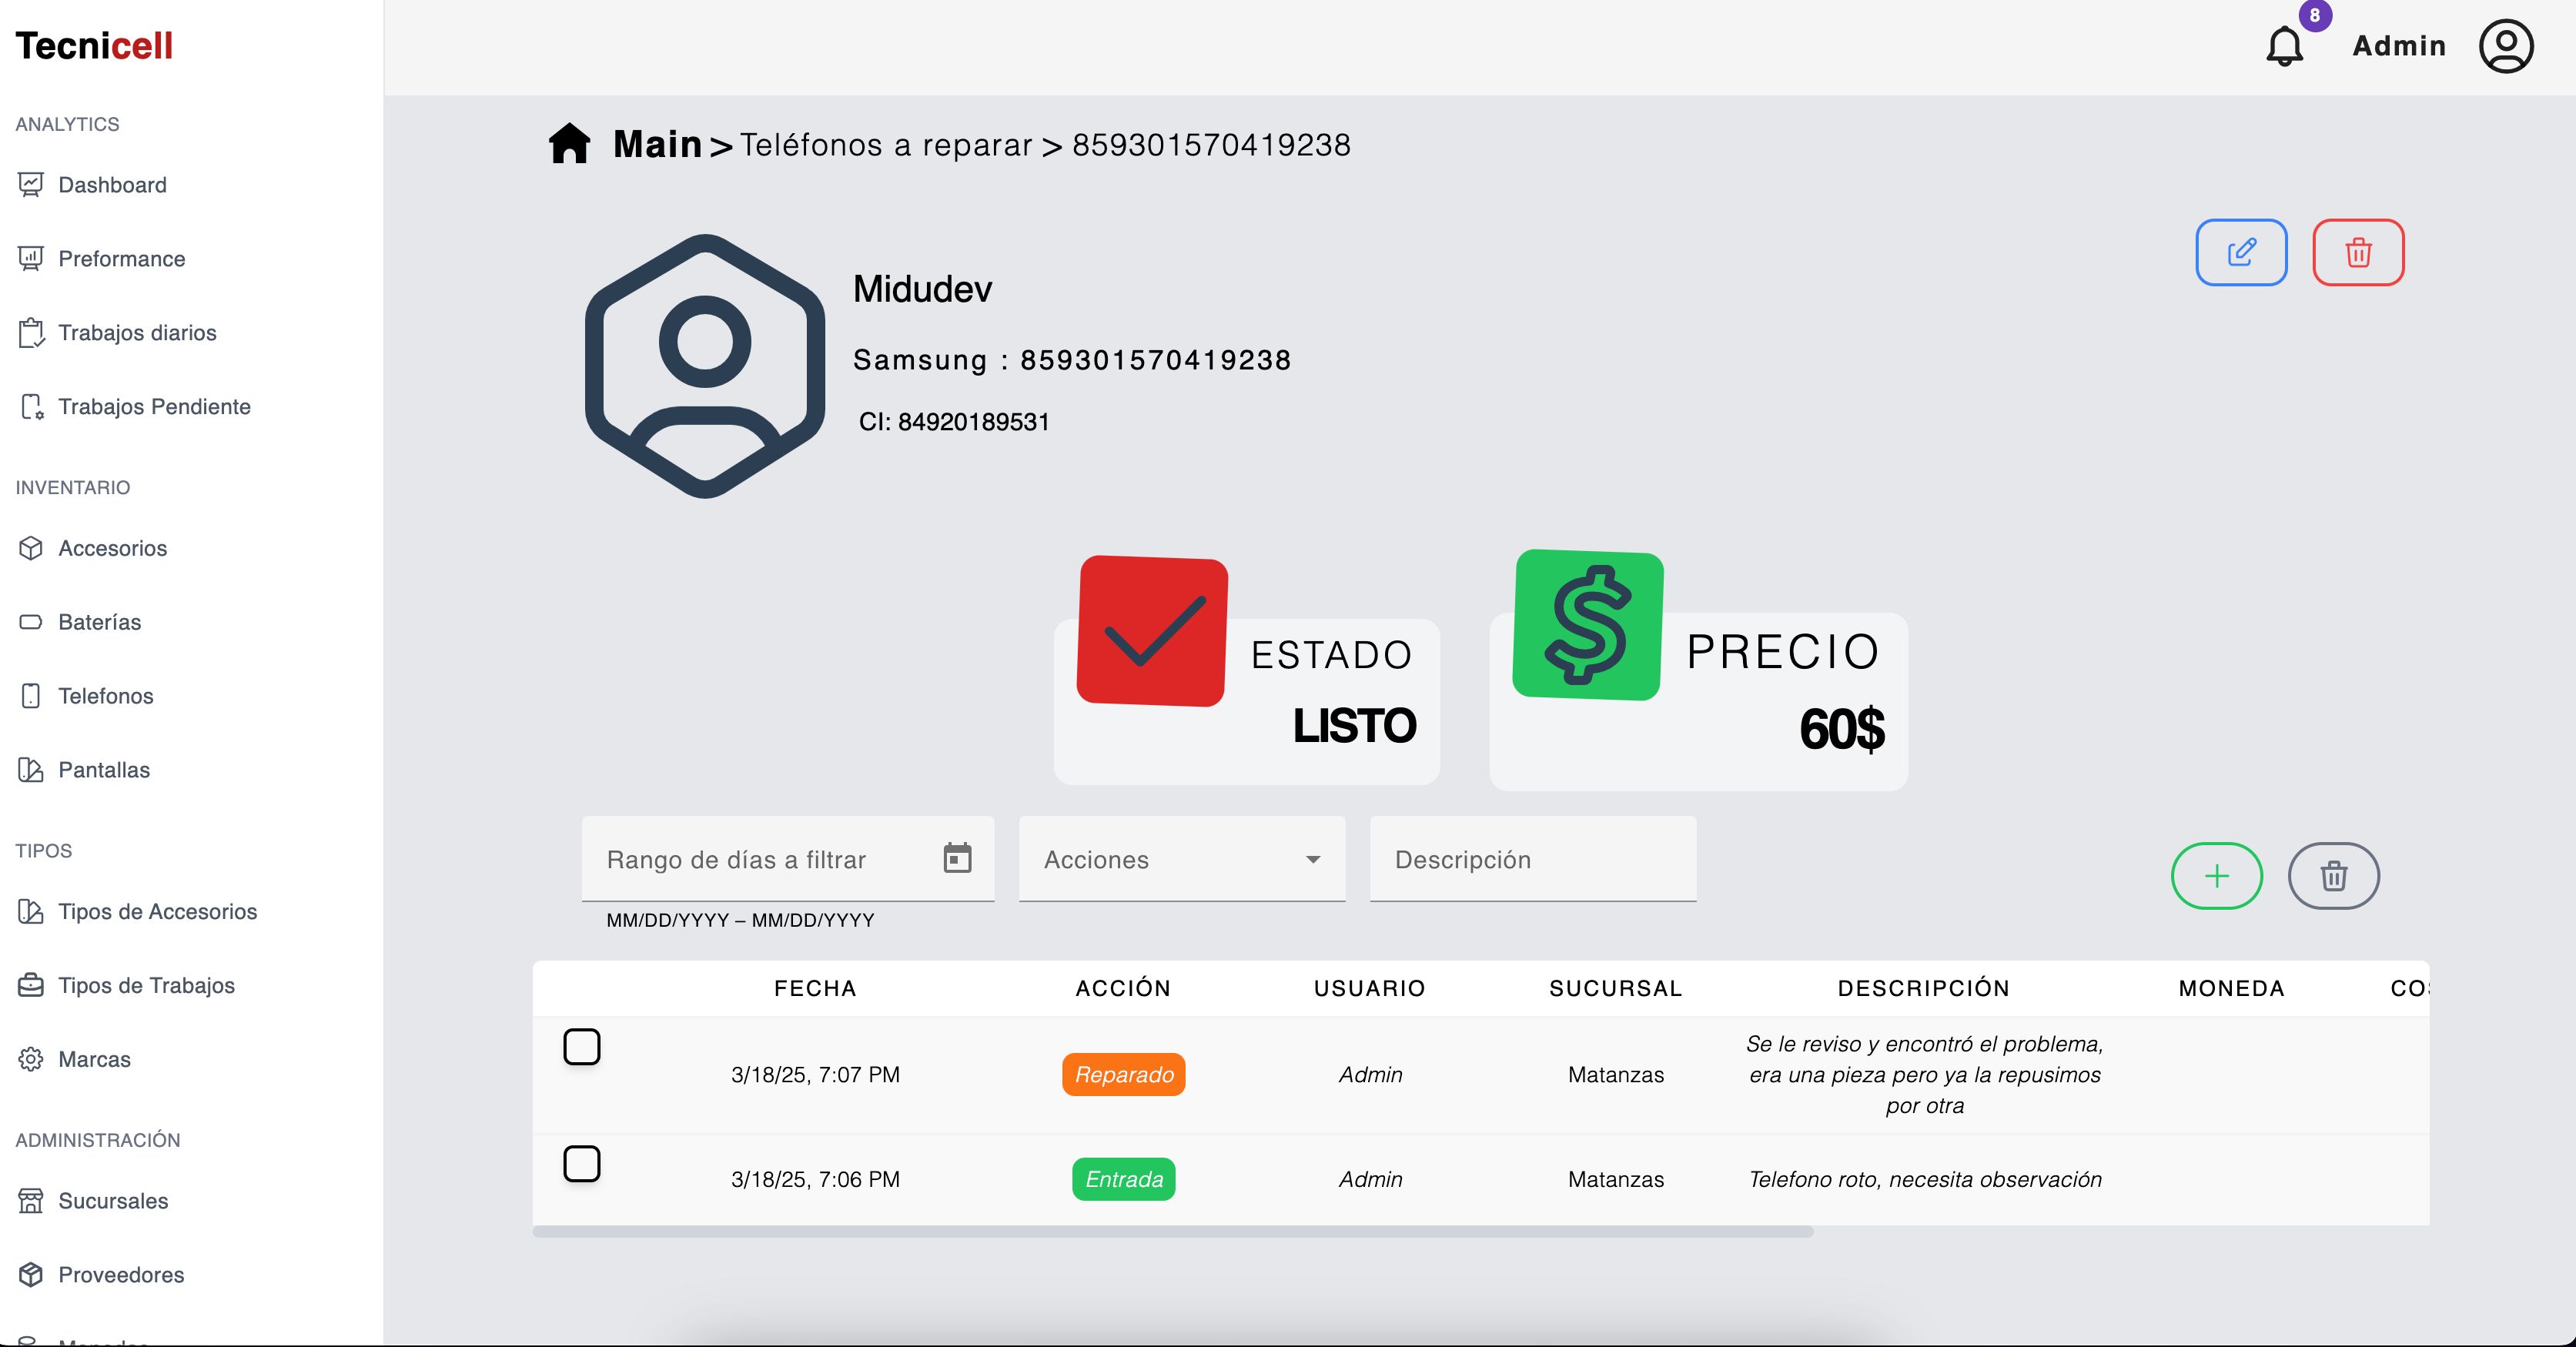 Tecnicell
ANALYTICS
Dashboard
Preformance
Trabajos diarios
Trabajos Pendiente
INVENTARIO
Accesorios
Baterías
Telefonos
Pantallas
TIPOS
Tipos de Accesorios
Tipos de Trabajos
Marcas
ADMINISTRACIÓN
Sucursales
Proveedores
8
Admin
Main > Teléfonos a reparar > 859301570419238
Midudev
Samsung : 859301570419238
CI: 84920189531
ESTADO
LISTO
PRECIO
60$
Rango de días a filtrar
MM/DD/YYYY – MM/DD/YYYY
Acciones
Descripción
FECHA ACCIÓN USUARIO SUCURSAL DESCRIPCIÓN MONEDA
3/18/25, 7:07 PM Reparado Admin Matanzas
Se le reviso y encontró el problema,
era una pieza pero ya la repusimos
por otra
3/18/25, 7:06 PM Entrada Admin Matanzas Telefono roto, necesita observación